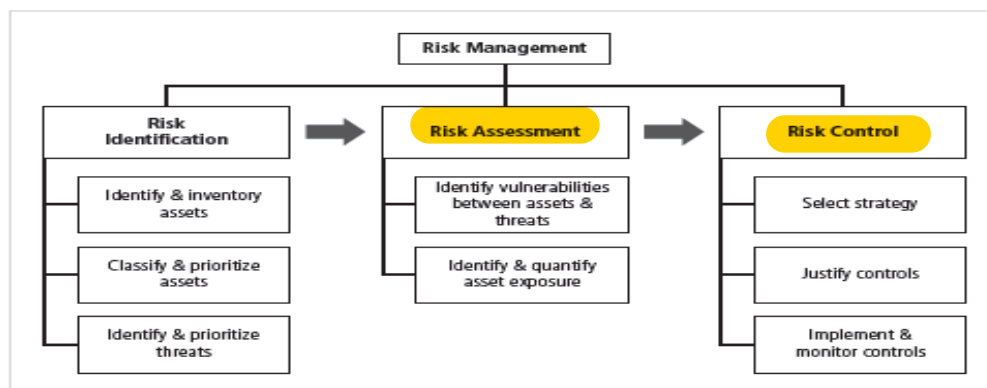 Risk Management
Risk
Identification
Identify & inventory
assets
Classify & prioritize
assets
Identify & prioritize
threats
Risk Assessment
Identify vulnerabilities
between assets &
threats
Identify & quantify
asset exposure
Risk Control
Select strategy
Justify controls
Implement &
monitor controls